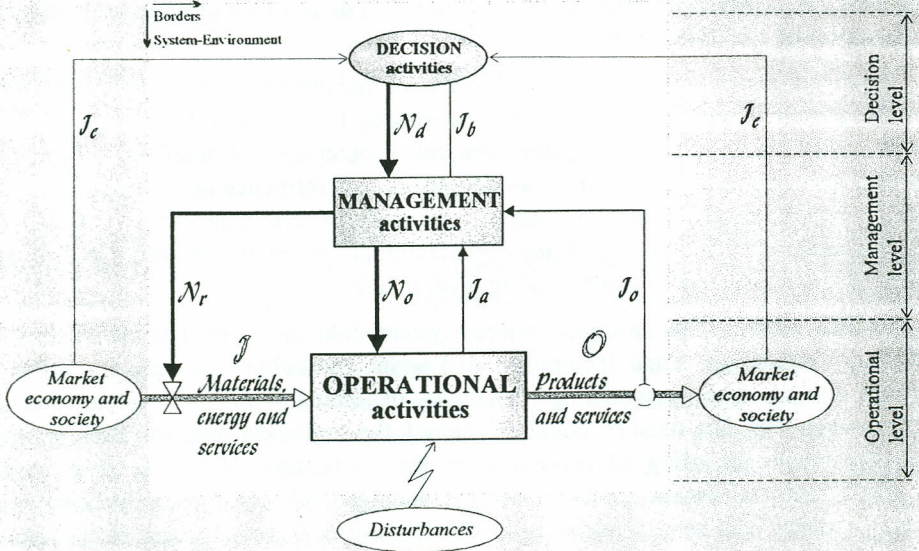 Borders
System-Environment
DECISION
activities
Decision
level
J_e
N_d
J_b
J_e
MANAGEMENT
activities
Management
level
N_r
N_o
J_a
J_o
J
O
Market
economy and
society
Materials,
energy and
services
OPERATIONAL
activities
Products
and services
Market
economy and
society
Operational
level
Disturbances